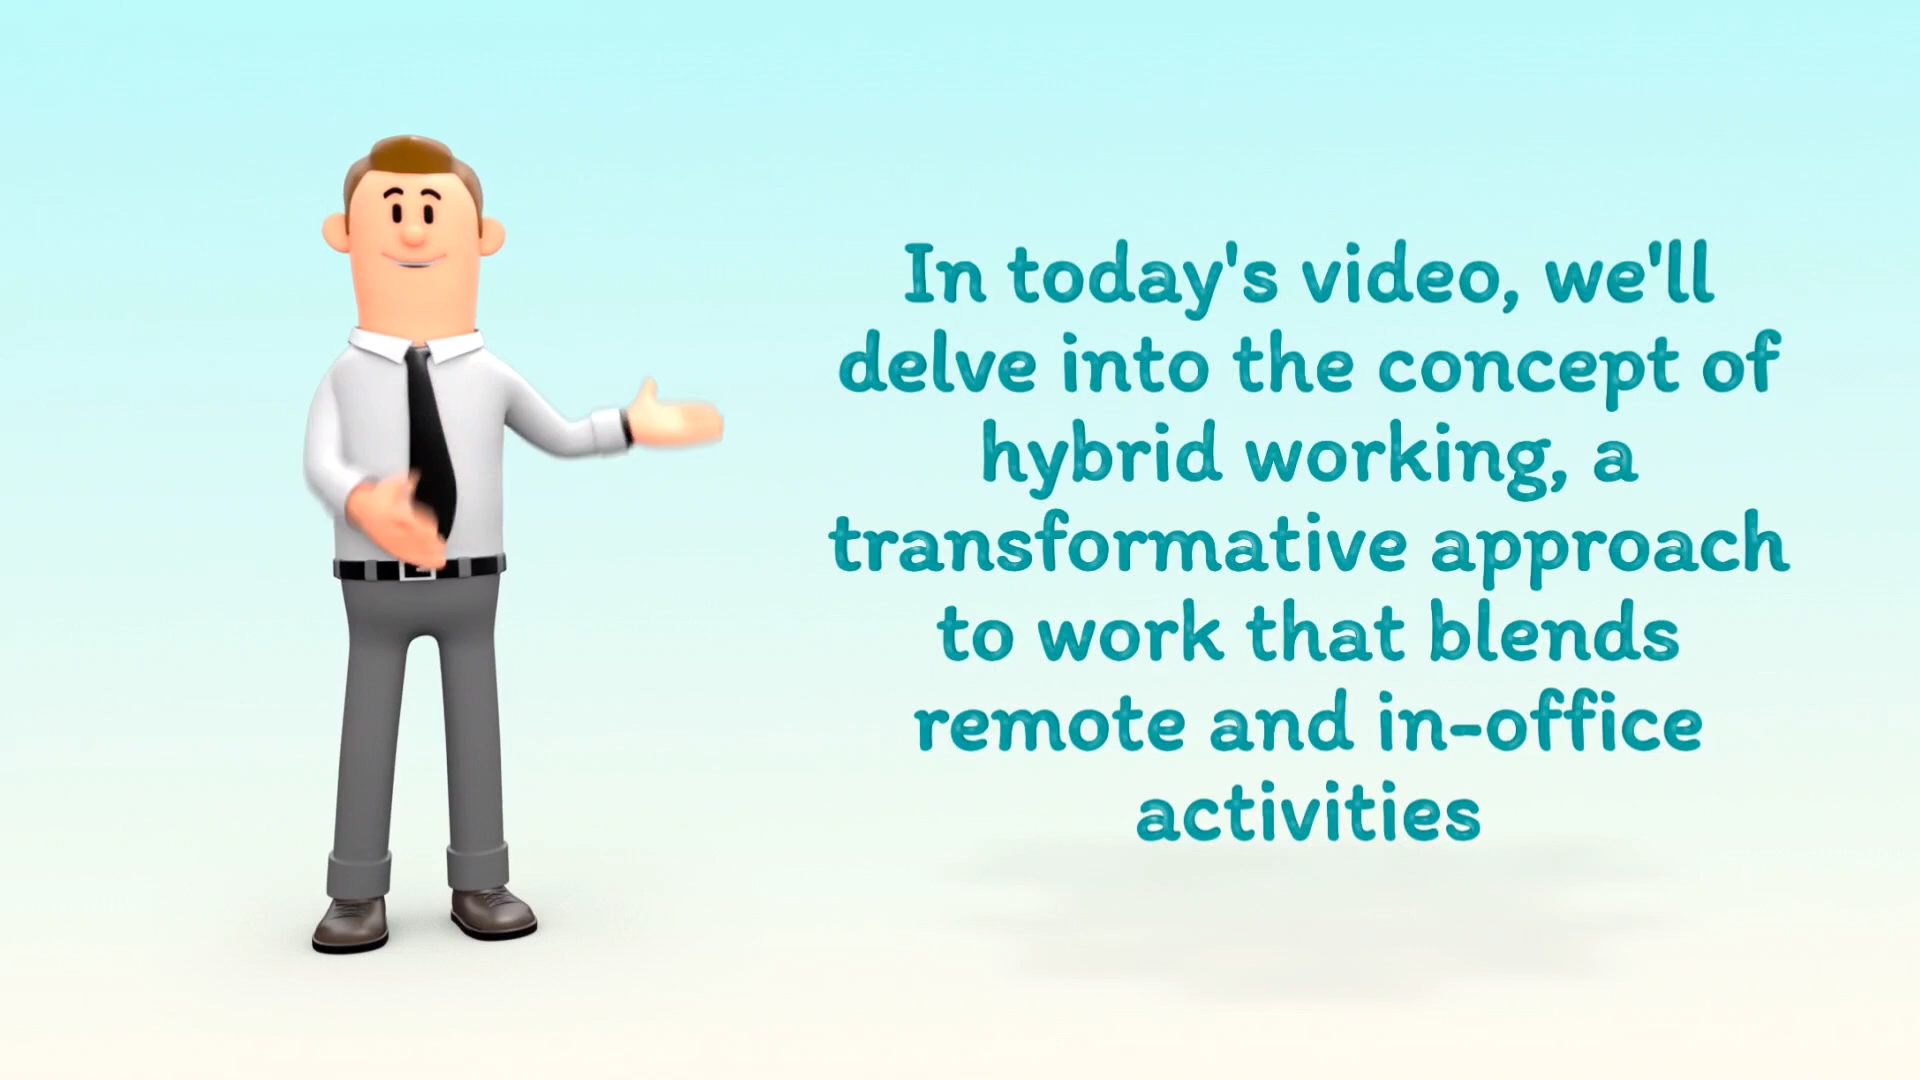 In today's video, we'll
delve into the concept of
hybrid working, a
transformative approach
to work that blends
remote and in-office
activities